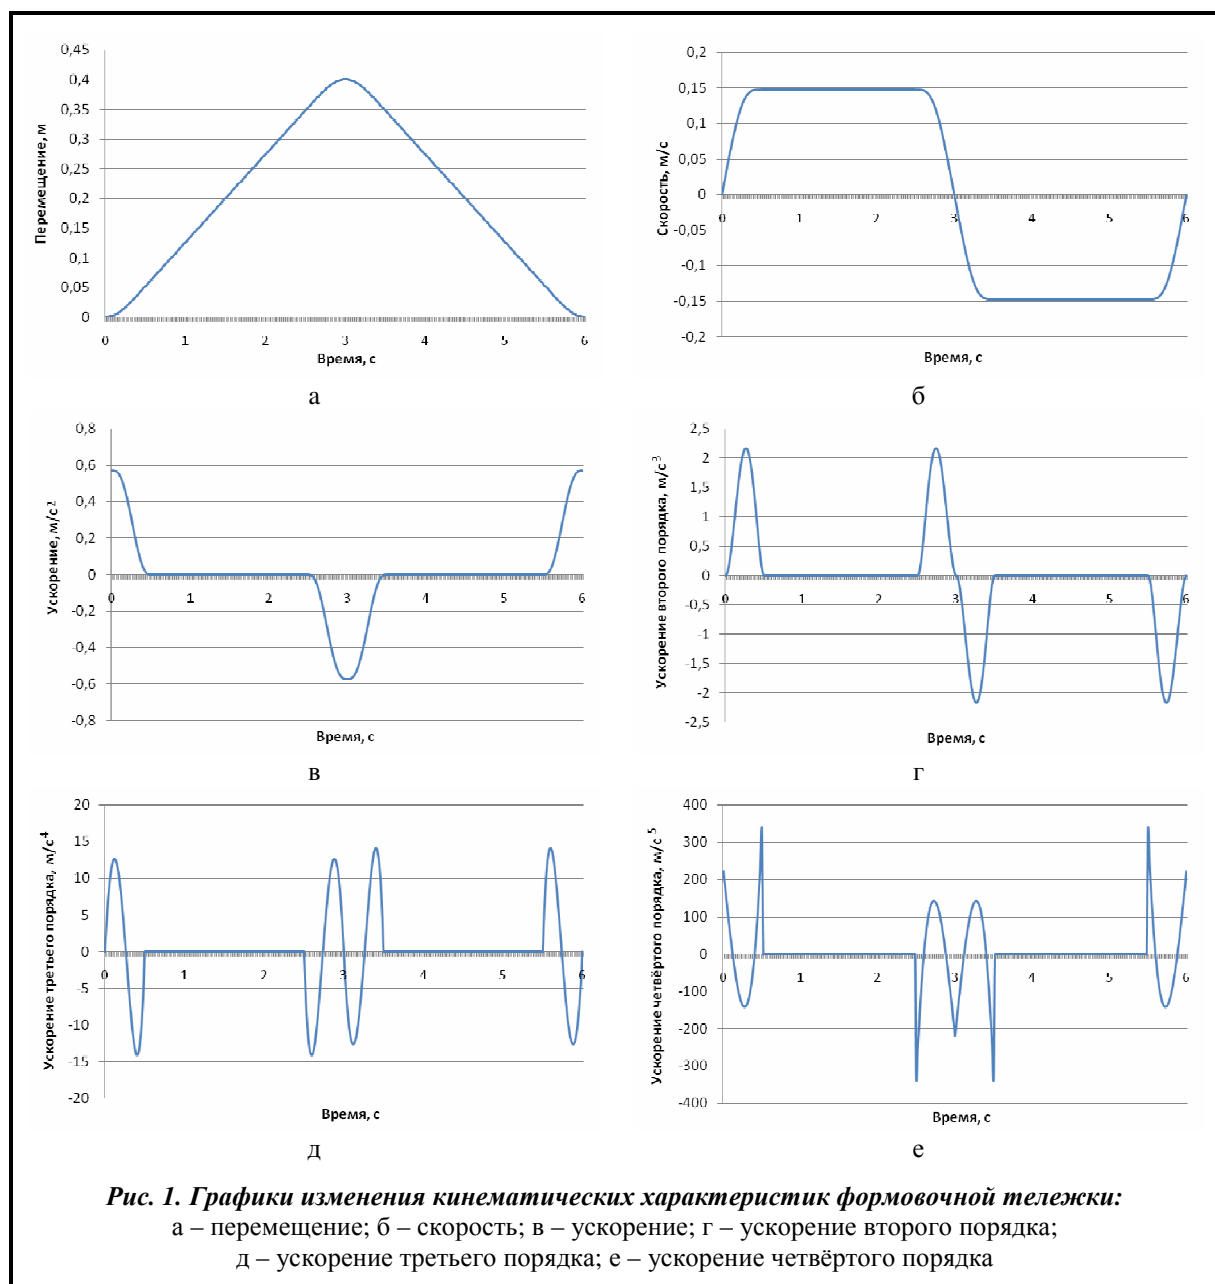 0,45
0,4
0,35
0,3
0,25
0,2
0,15
0,1
0,05
0
0 1 2 3 4 5 6
Перемещение, м
Время, с
а
0,2
0,15
0,1
0,05
0
-0,05
-0,1
-0,15
-0,2
0 1 2 3 4 5 6
Скорость, м/с
Время, с
б
0,8
0,6
0,4
0,2
0
-0,2
-0,4
-0,6
-0,8
0 1 2 3 4 5 6
Ускорение, м/с²
Время, с
в
2,5
2
1,5
1
0,5
0
-0,5
-1
-1,5
-2
-2,5
0 1 2 3 4 5 6
Ускорение второго порядка, м/с³
Время, с
г
20
15
10
5
0
-5
-10
-15
-20
0 1 2 3 4 5 6
Ускорение третьего порядка, м/с⁴
Время, с
д
400
300
200
100
0
-100
-200
-300
-400
0 1 2 3 4 5 6
Ускорение четвёртого порядка, м/с⁵
Время, с
е
Рис. 1. Графики изменения кинематических характеристик формовочной тележки:
а – перемещение; б – скорость; в – ускорение; г – ускорение второго порядка;
д – ускорение третьего порядка; е – ускорение четвёртого порядка